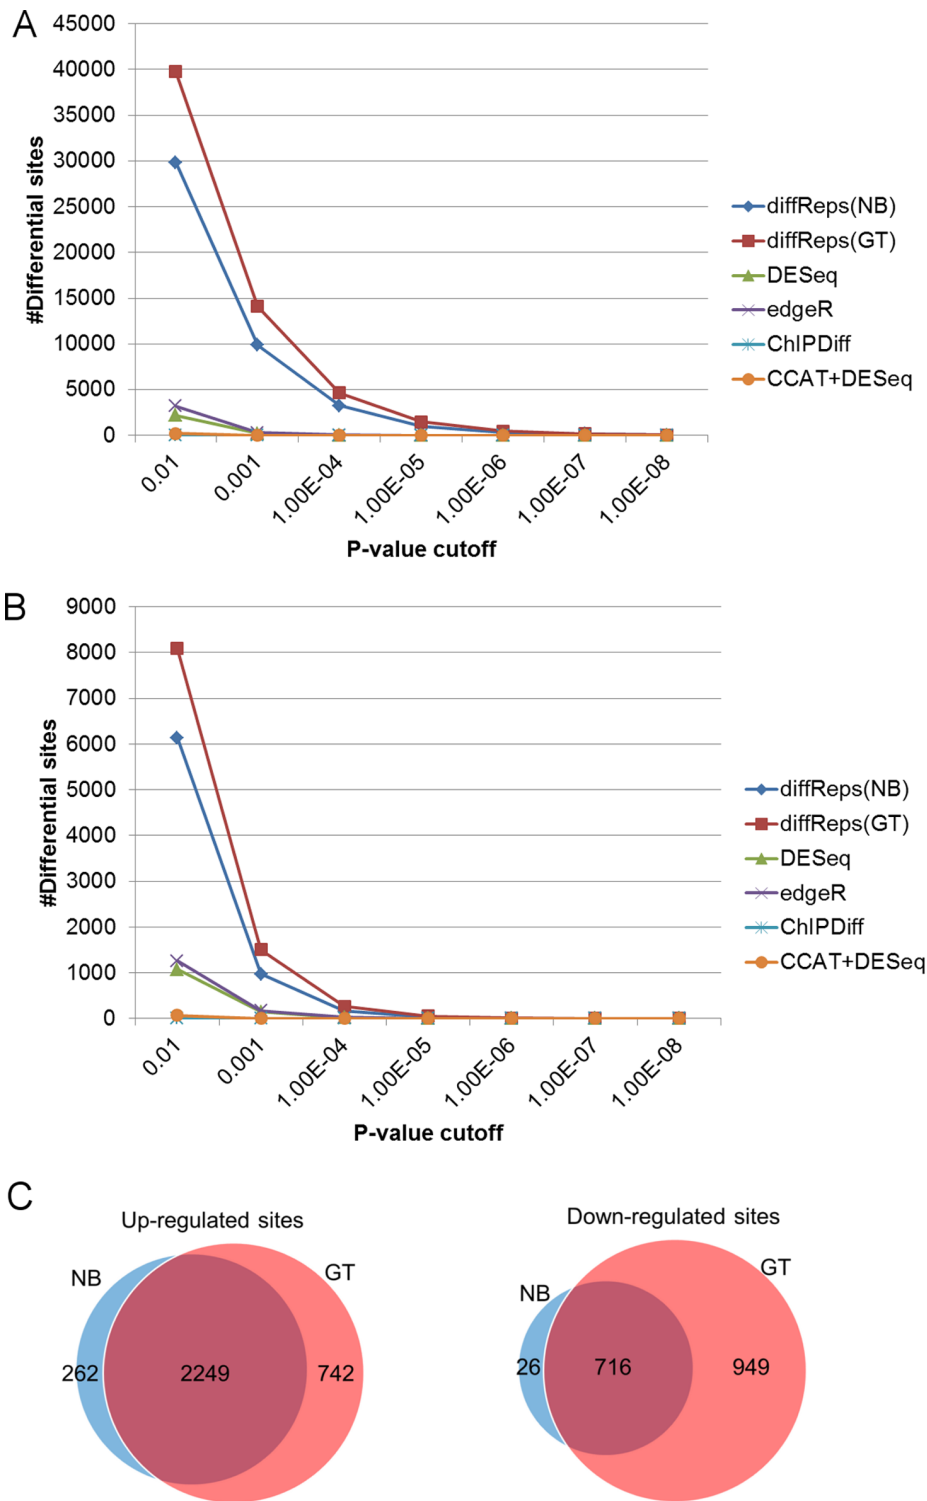 A
45000
40000
35000
30000
25000
20000
15000
10000
5000
0
#Differential sites
0.01
0.001
1.00E-04
1.00E-05
1.00E-06
1.00E-07
1.00E-08
P-value cutoff
diffReps(NB)
diffReps(GT)
DESeq
edgeR
ChIPDiff
CCAT+DESeq
B
9000
8000
7000
6000
5000
4000
3000
2000
1000
0
#Differential sites
0.01
0.001
1.00E-04
1.00E-05
1.00E-06
1.00E-07
1.00E-08
P-value cutoff
diffReps(NB)
diffReps(GT)
DESeq
edgeR
ChIPDiff
CCAT+DESeq
C
Up-regulated sites
NB
GT
262
2249
742
Down-regulated sites
NB
GT
26
716
949